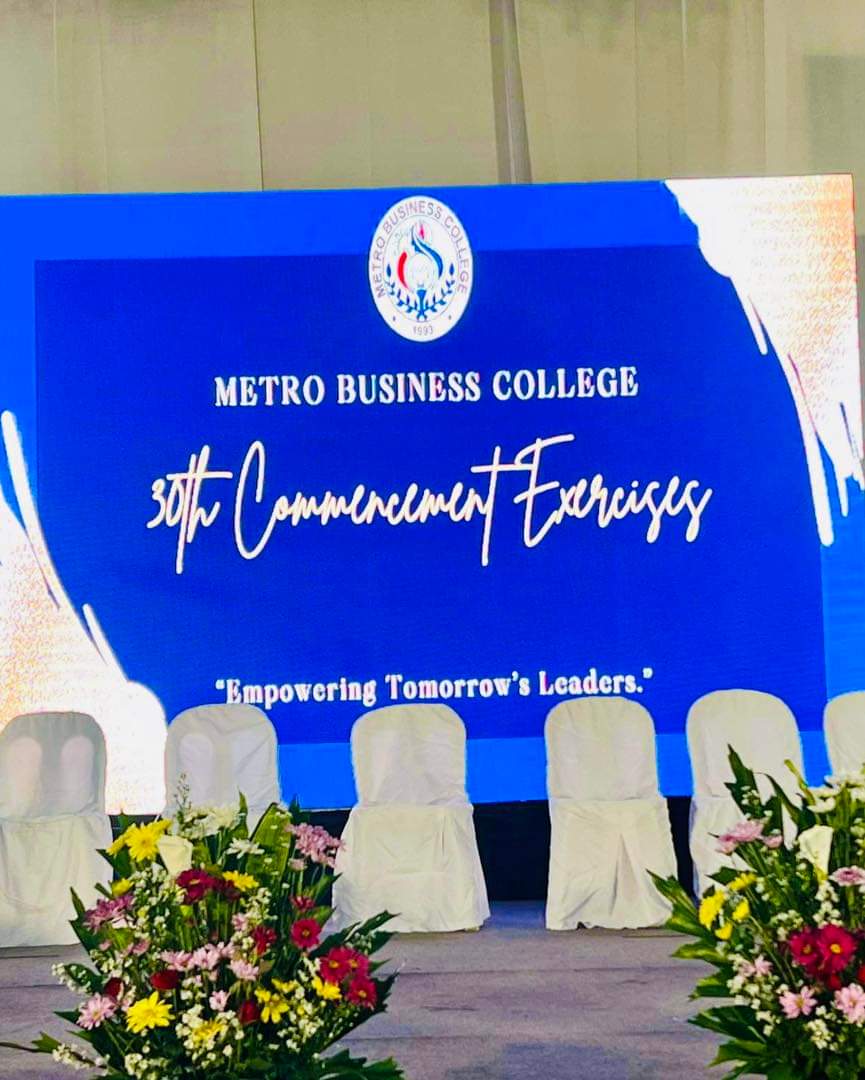 METRO BUSINESS COLLEGE
1993
METRO BUSINESS COLLEGE
30th Commencement Exercises
“Empowering Tomorrow’s Leaders.”